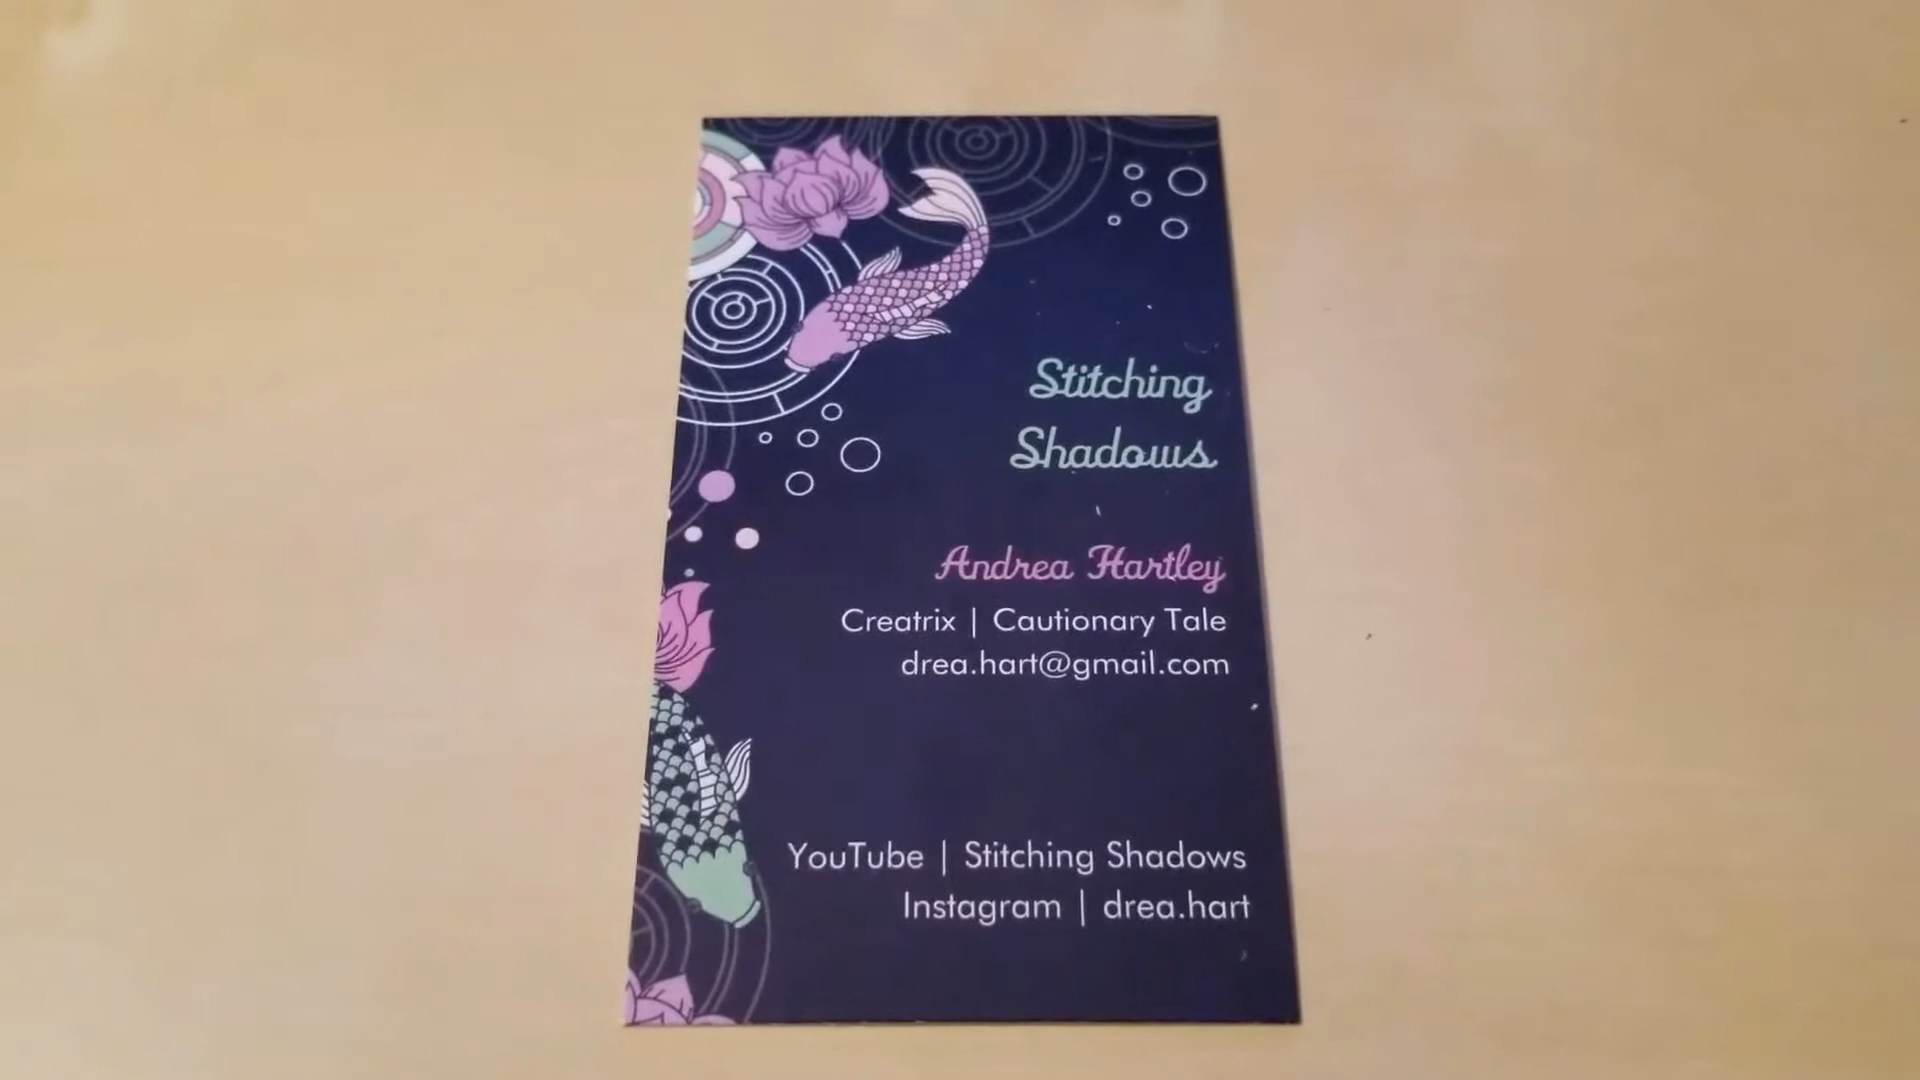 Stitching
Shadows
Andrea Hartley
Creatrix | Cautionary Tale
drea.hart@gmail.com
YouTube | Stitching Shadows
Instagram | drea.hart